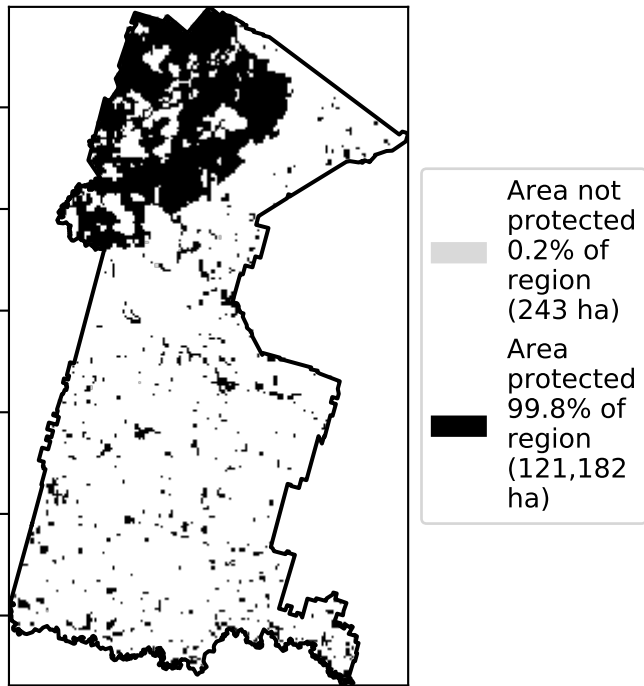 Area not
protected
0.2% of
region
(243 ha)
Area
protected
99.8% of
region
(121,182
ha)